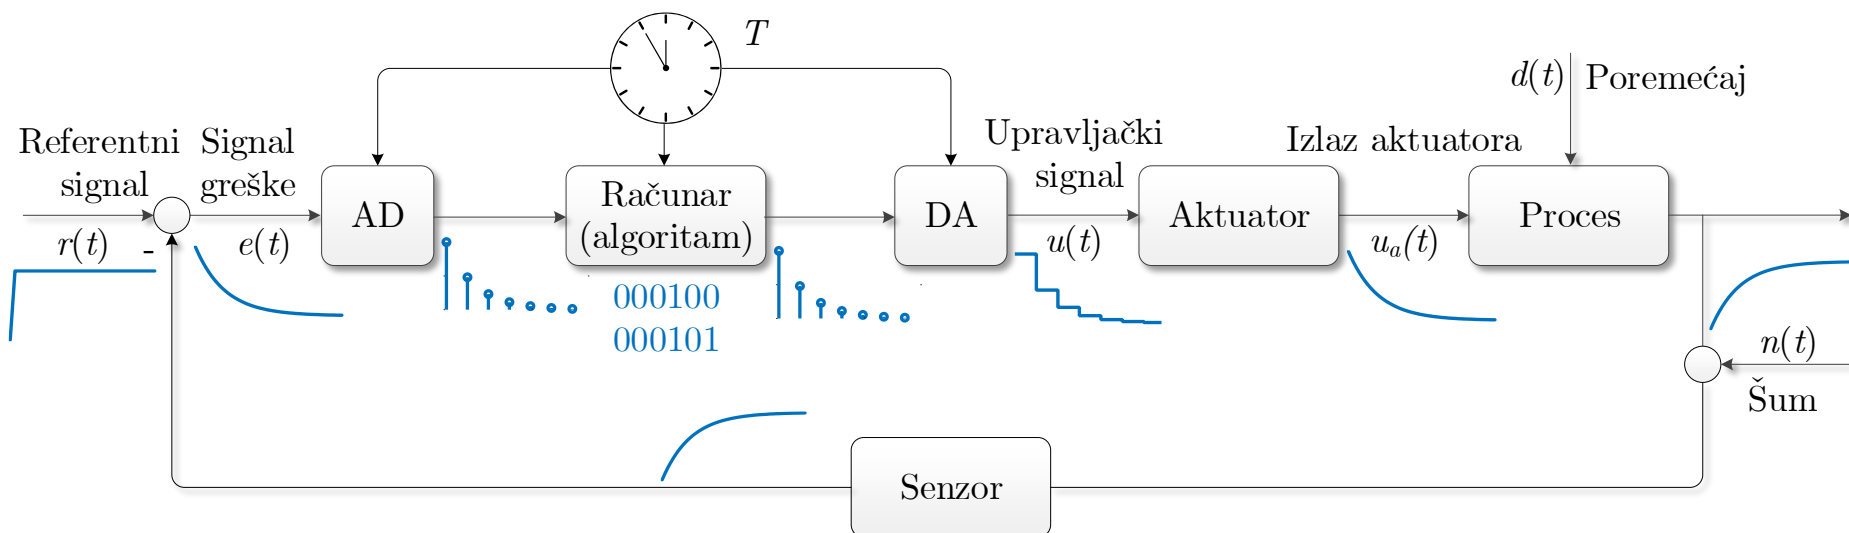 T
d(t)
Poremećaj
Referentni
signal
Signal
greške
Upravljački
signal
Izlaz aktuatora
AD
Računar
(algoritam)
DA
Aktuator
Proces
r(t)
-
e(t)
u(t)
uₐ(t)
000100
000101
n(t)
Šum
Senzor